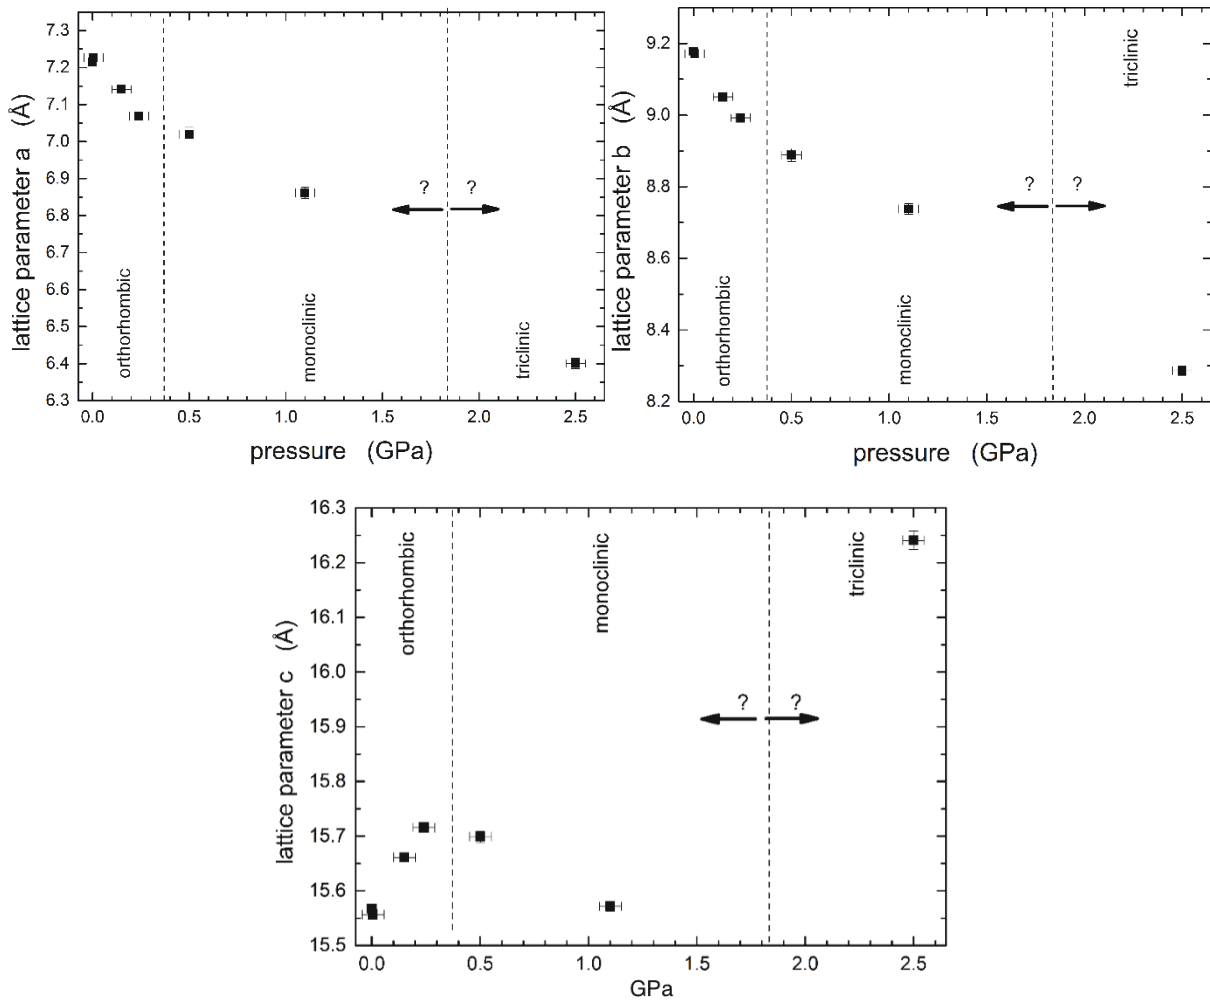 lattice parameter a (Å)
7.3
7.2
7.1
7.0
6.9
6.8
6.7
6.6
6.5
6.4
6.3
orthorhombic
monoclinic
triclinic
? ?
0.0 0.5 1.0 1.5 2.0 2.5
pressure (GPa)
lattice parameter b (Å)
9.2
9.0
8.8
8.6
8.4
8.2
orthorhombic
monoclinic
triclinic
? ?
0.0 0.5 1.0 1.5 2.0 2.5
pressure (GPa)
lattice parameter c (Å)
16.3
16.2
16.1
16.0
15.9
15.8
15.7
15.6
15.5
orthorhombic
monoclinic
triclinic
? ?
0.0 0.5 1.0 1.5 2.0 2.5
GPa